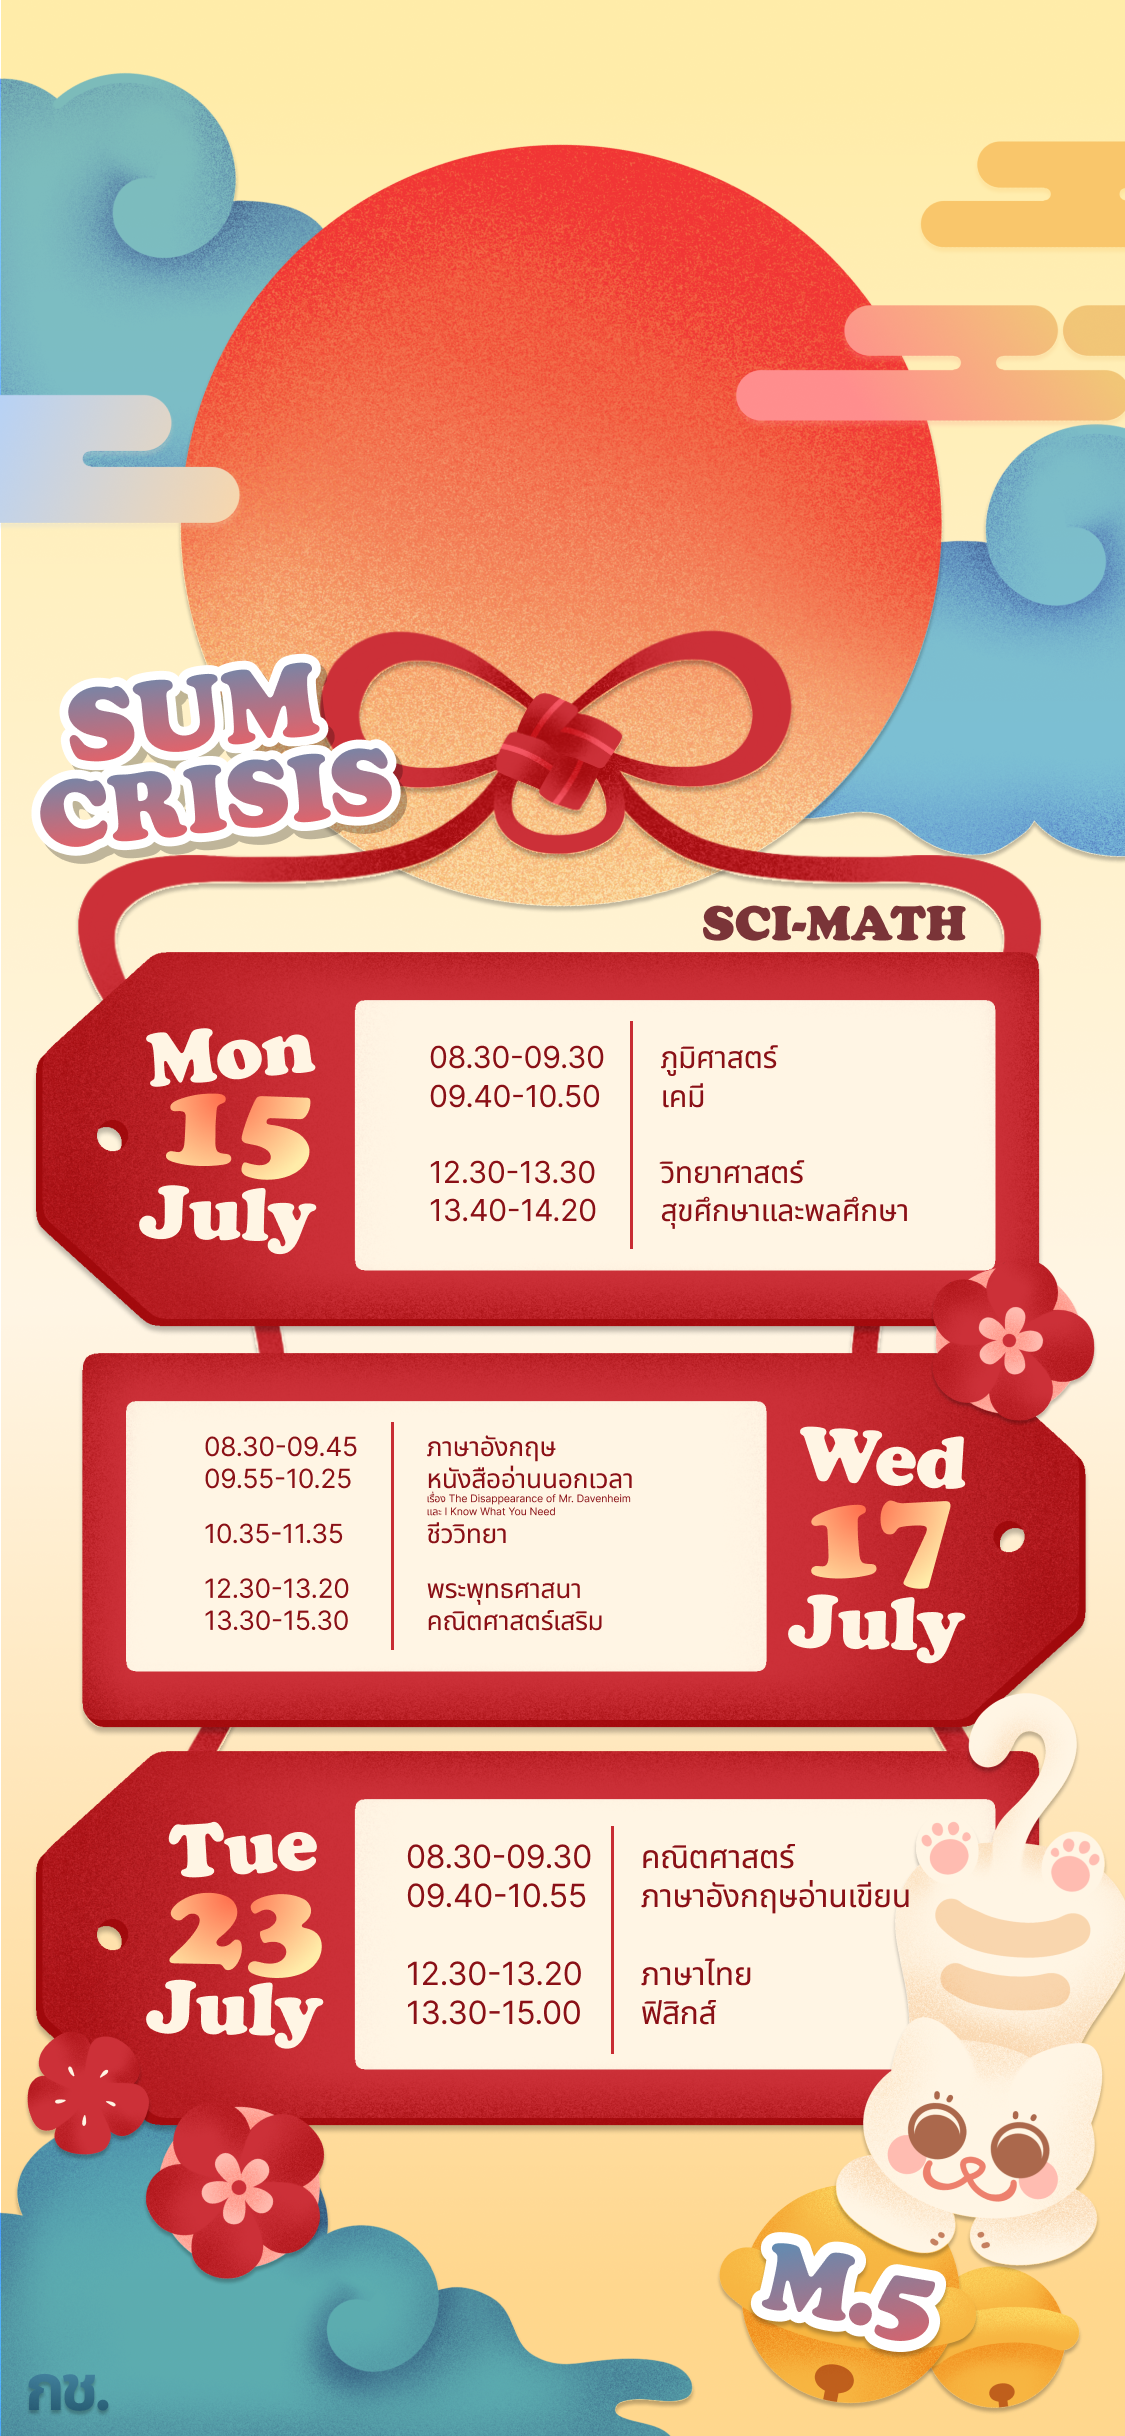 SUM
CRISIS
SCI-MATH
Mon
15
July
08.30-09.30 ภูมิศาสตร์
09.40-10.50 เคมี
12.30-13.30 วิทยาศาสตร์
13.40-14.20 สุขศึกษาและพลศึกษา
08.30-09.45 ภาษาอังกฤษ
09.55-10.25 หนังสืออ่านนอกเวลา
เรื่อง The Disappearance of Mr. Davenheim
และ I Know What You Need
10.35-11.35 ชีววิทยา
12.30-13.20 พระพุทธศาสนา
13.30-15.30 คณิตศาสตร์เสริม
Wed
17
July
Tue
23
July
08.30-09.30 คณิตศาสตร์
09.40-10.55 ภาษาอังกฤษอ่านเขียน
12.30-13.20 ภาษาไทย
13.30-15.00 ฟิสิกส์
M.5
กช.